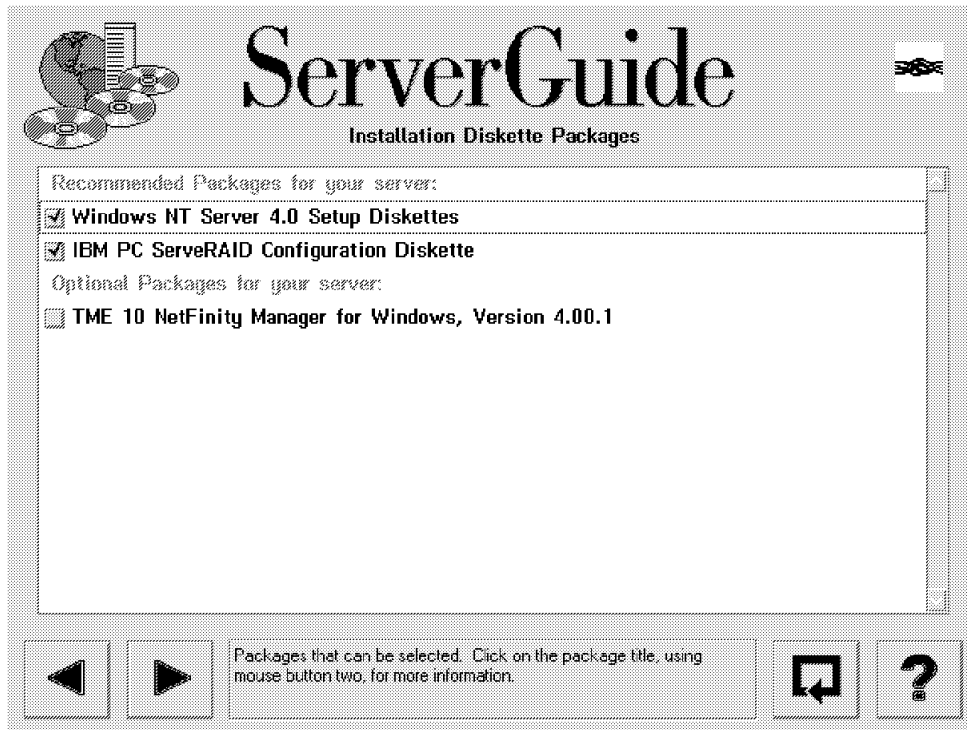 ServerGuide
Installation Diskette Packages
Recommended Packages for your server:
Windows NT Server 4.0 Setup Diskettes
IBM PC ServeRAID Configuration Diskette
Optional Packages for your server:
TME 10 NetFinity Manager for Windows, Version 4.00.1
Packages that can be selected. Click on the package title, using
mouse button two, for more information.
?